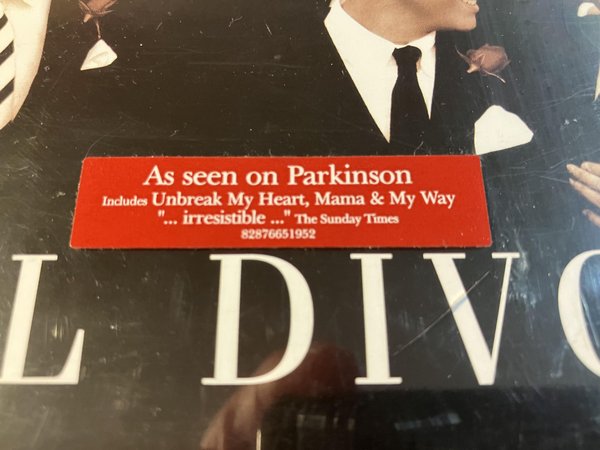 As seen on Parkinson
Includes Unbreak My Heart, Mama & My Way
"... irresistible ..." The Sunday Times
82876651952
L DIVO